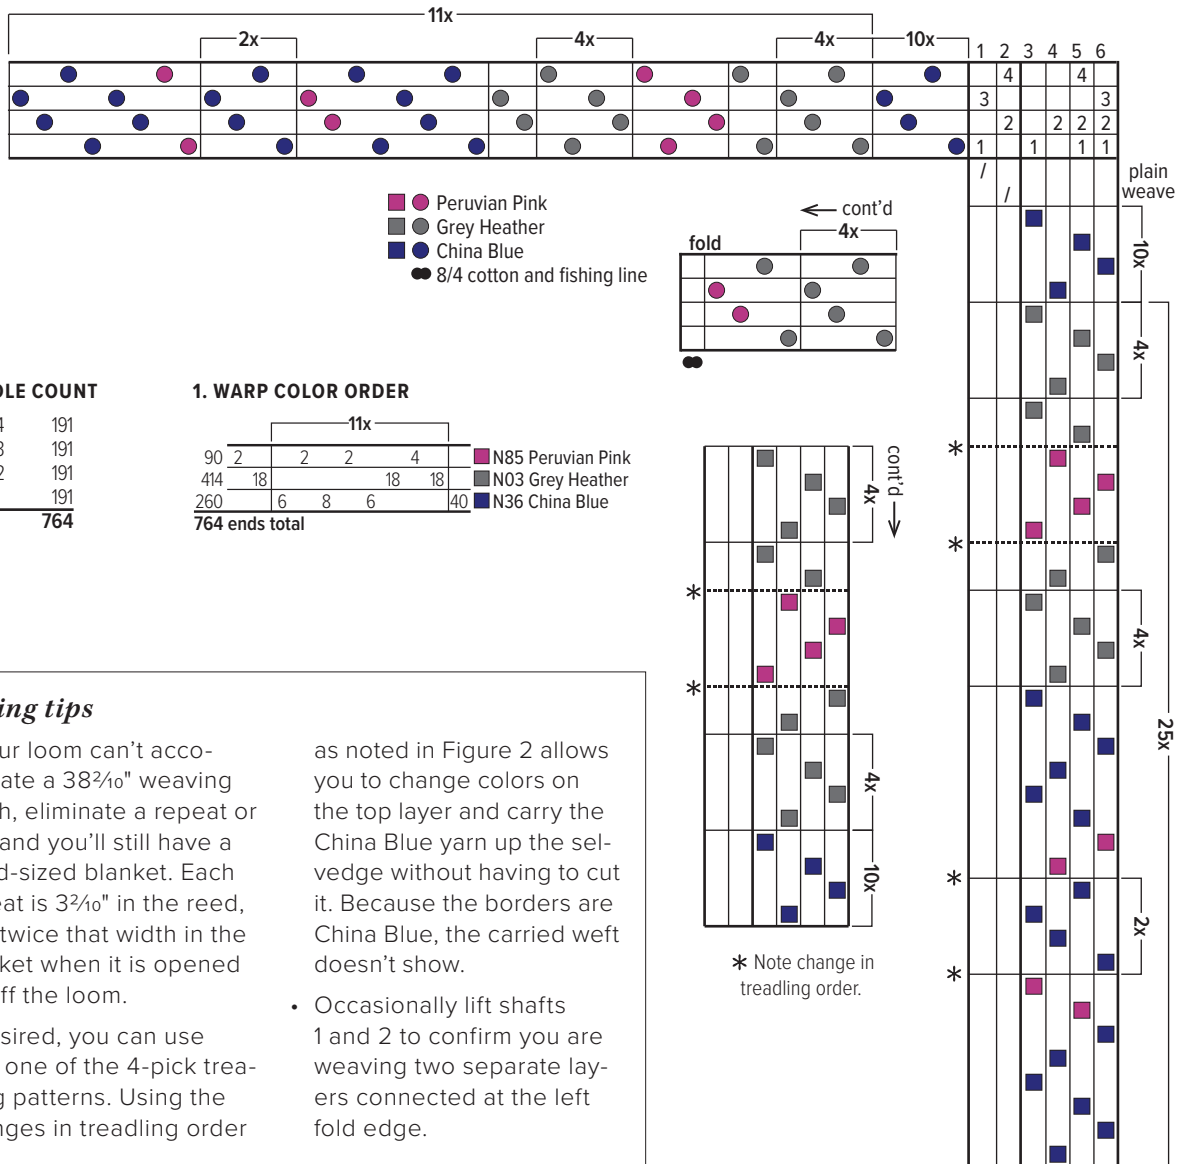 11x
2x
4x
4x
10x
1 2 3 4 5 6
4 4
3 3
2 2 2 2
1 1 1 1
/
/
plain
weave
Peruvian Pink
Grey Heather
China Blue
8/4 cotton and fishing line
cont'd
4x
fold
10x
4x
4x
25x
2x
DLE COUNT
4 191
3 191
2 191
191
764
1. WARP COLOR ORDER
11x
90 2 2 2 4 N85 Peruvian Pink
414 18 18 18 N03 Grey Heather
260 6 8 6 40 N36 China Blue
764 ends total
cont'd
4x
4x
10x
*
*
*
*
*
*
* Note change in
treadling order.
ing tips
ur loom can't acco-
ate a 38 2/10" weaving
h, eliminate a repeat or
and you'll still have a
d-sized blanket. Each
eat is 3 2/10" in the reed,
twice that width in the
ket when it is opened
ff the loom.
sired, you can use
one of the 4-pick trea-
g patterns. Using the
nges in treadling order
as noted in Figure 2 allows
you to change colors on
the top layer and carry the
China Blue yarn up the sel-
vedge without having to cut
it. Because the borders are
China Blue, the carried weft
doesn't show.
• Occasionally lift shafts
1 and 2 to confirm you are
weaving two separate lay-
ers connected at the left
fold edge.